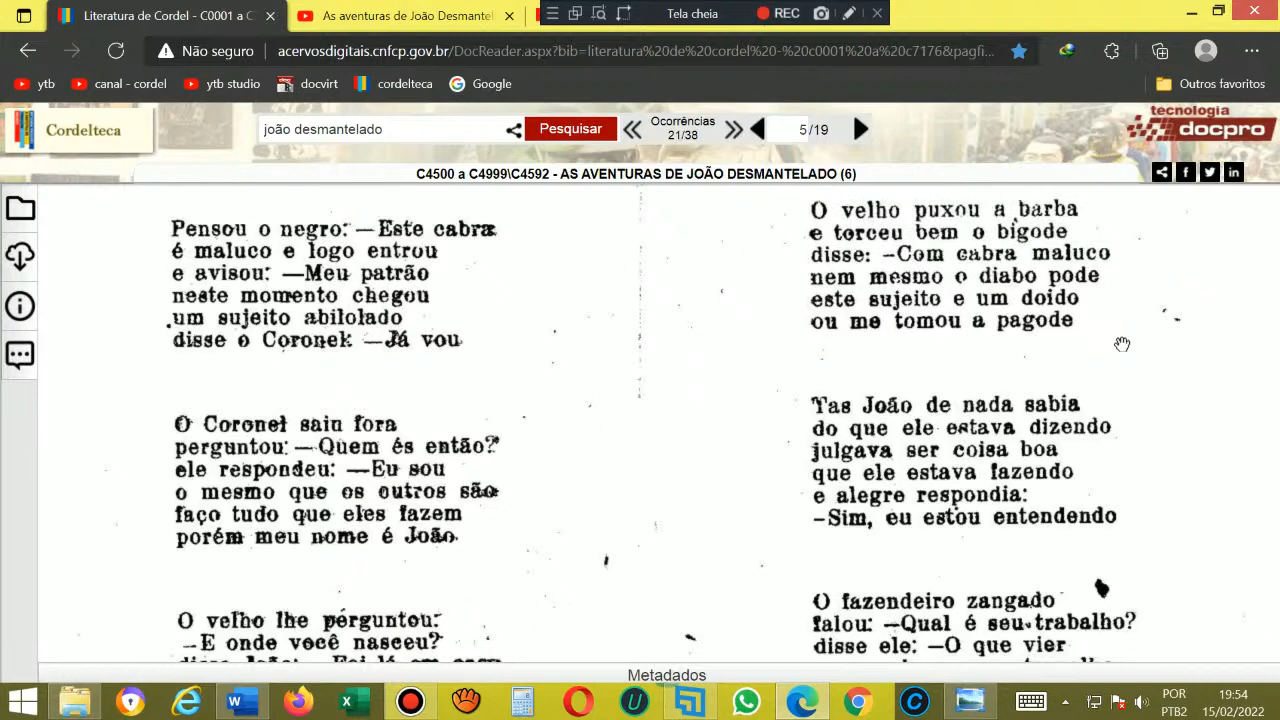 Literatura de Cordel - C0001 a C
As aventuras de João Desmantel
Tela cheia
REC
Não seguro
acervosdigitais.cnfcp.gov.br/DocReader.aspx?bib=literatura%20de%20cordel%20-%20c0001%20a%20c7176&pagfi...
ytb
canal - cordel
ytb studio
docvirt
cordelteca
Google
Outros favoritos
Cordelteca
joão desmantelado
Pesquisar
Ocorrências
21/38
5/19
tecnologia
docpro
C4500 a C4999\C4592 - AS AVENTURAS DE JOÃO DESMANTELADO (6)
Pensou o negro: —Este cabra
é maluco e logo entrou
e avisou: —Meu patrão
neste momento chegou
um sujeito abilolado
disse o Coronel: —Já vou
O Coronel saiu fora
perguntou: —Quem és então?
ele respondeu: —Eu sou
o mesmo que os outros são
faço tudo que eles fazem
porém meu nome é João
O velho lhe perguntou:
—E onde você nasceu?
O velho puxou a barba
e torceu bem o bigode
disse: -Com cabra maluco
nem mesmo o diabo pode
este sujeito e um doido
ou me tomou a pagode
Tas João de nada sabia
do que ele estava dizendo
julgava ser coisa boa
que ele estava fazendo
e alegre respondia:
-Sim, eu estou entendendo
O fazendeiro zangado
falou: —Qual é seu trabalho?
disse ele: —O que vier
Metadados
POR
PTB2
19:54
15/02/2022